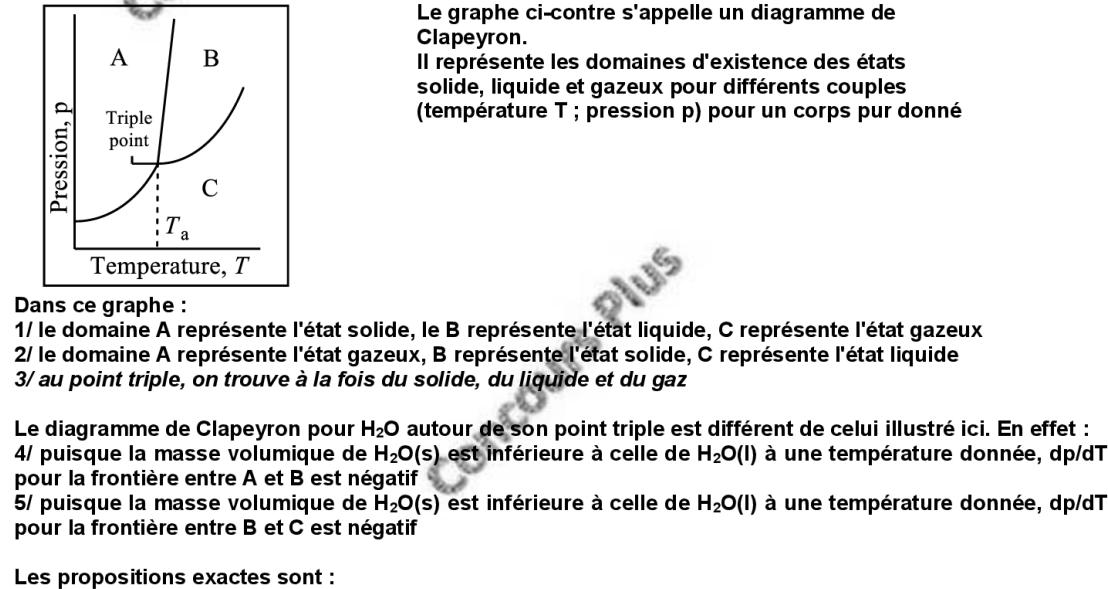 Le graphe ci-contre s'appelle un diagramme de
Clapeyron.
Il représente les domaines d'existence des états
solide, liquide et gazeux pour différents couples
(température T ; pression p) pour un corps pur donné
A
B
Triple
point
C
Pression, p
Ta
Temperature, T
Dans ce graphe :
1/ le domaine A représente l'état solide, le B représente l'état liquide, C représente l'état gazeux
2/ le domaine A représente l'état gazeux, B représente l'état solide, C représente l'état liquide
3/ au point triple, on trouve à la fois du solide, du liquide et du gaz
Le diagramme de Clapeyron pour H₂O autour de son point triple est différent de celui illustré ici. En effet :
4/ puisque la masse volumique de H₂O(s) est inférieure à celle de H₂O(l) à une température donnée, dp/dT
pour la frontière entre A et B est négatif
5/ puisque la masse volumique de H₂O(s) est inférieure à celle de H₂O(l) à une température donnée, dp/dT
pour la frontière entre B et C est négatif
Les propositions exactes sont :
Concours Plus